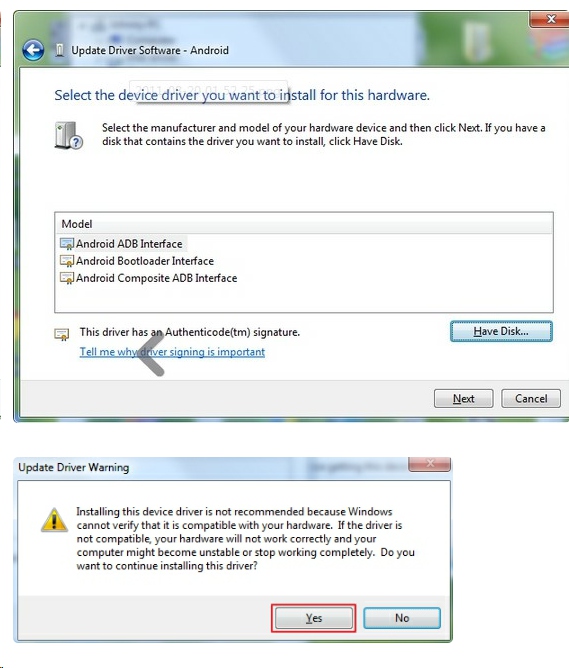 Update Driver Software - Android
Select the device driver you want to install for this hardware.
Select the manufacturer and model of your hardware device and then click Next. If you have a
disk that contains the driver you want to install, click Have Disk.
Model
Android ADB Interface
Android Bootloader Interface
Android Composite ADB Interface
This driver has an Authenticode(tm) signature.
Have Disk...
Tell me why driver signing is important
Next
Cancel
Update Driver Warning
Installing this device driver is not recommended because Windows
cannot verify that it is compatible with your hardware. If the driver is
not compatible, your hardware will not work correctly and your
computer might become unstable or stop working completely. Do you
want to continue installing this driver?
Yes
No